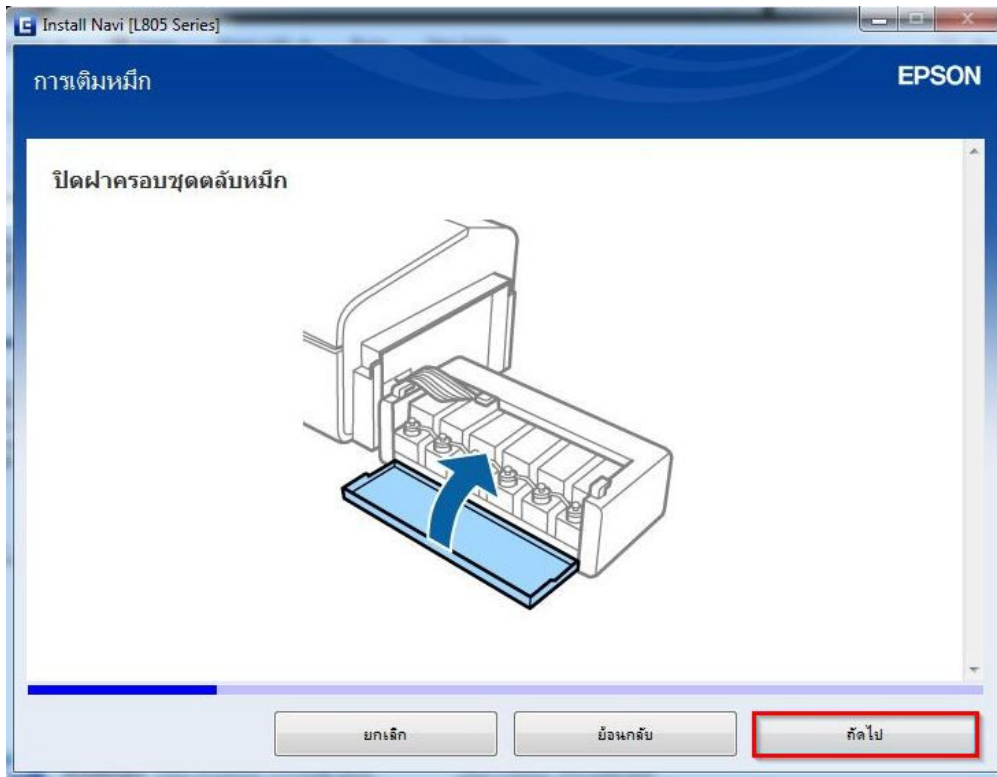 Install Navi [L805 Series]
การเติมหมึก
EPSON
ปิดฝาครอบชุดตลับหมึก
ยกเลิก
ย้อนกลับ
ถัดไป